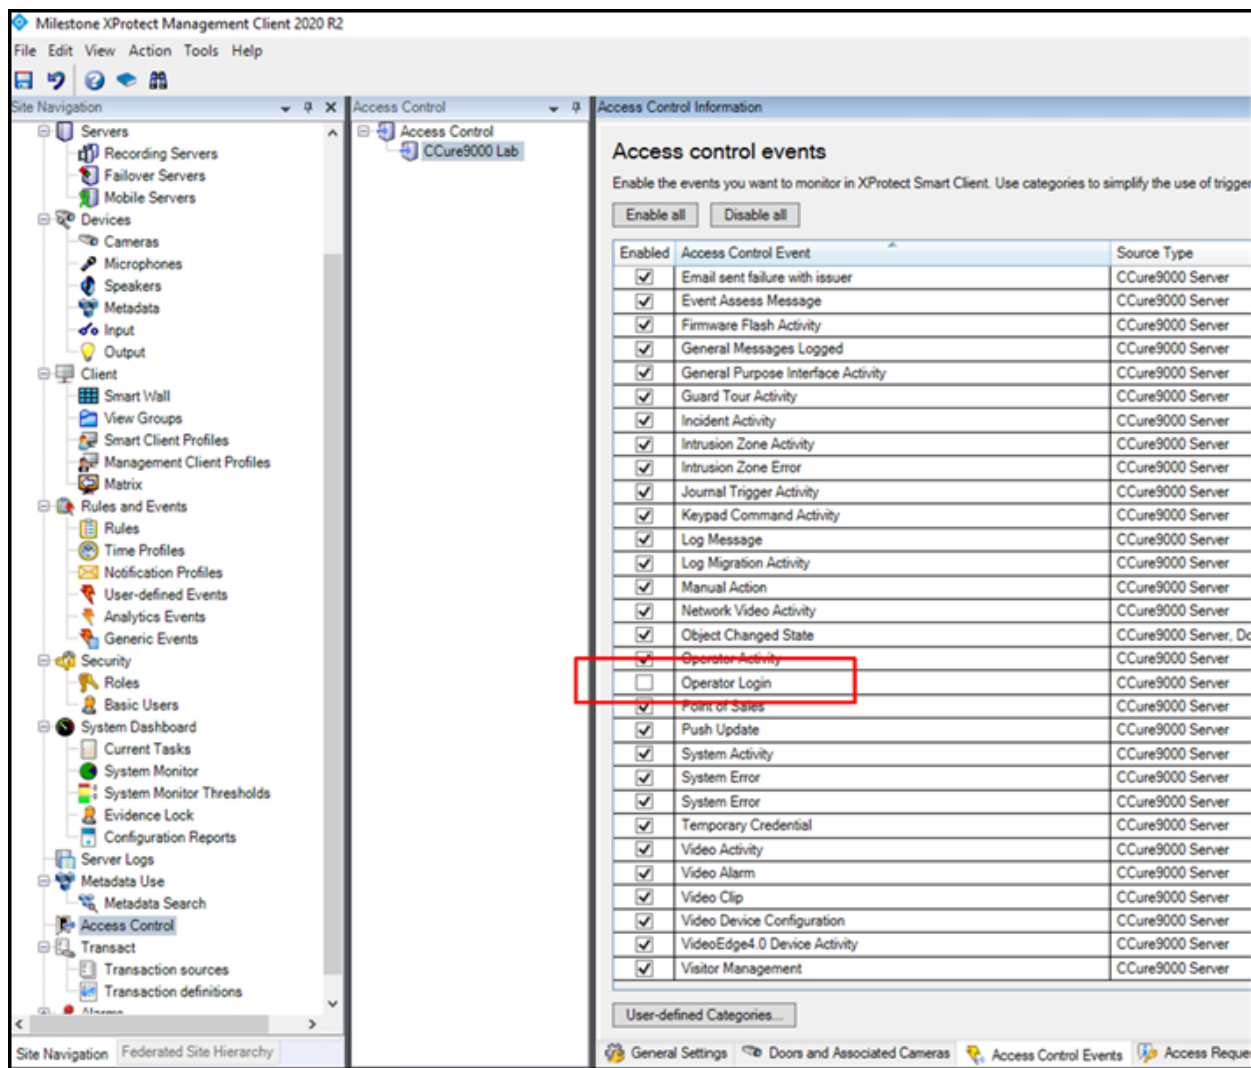 Milestone XProtect Management Client 2020 R2
File Edit View Action Tools Help
Site Navigation
Servers
Recording Servers
Failover Servers
Mobile Servers
Devices
Cameras
Microphones
Speakers
Metadata
Input
Output
Client
Smart Wall
View Groups
Smart Client Profiles
Management Client Profiles
Matrix
Rules and Events
Rules
Time Profiles
Notification Profiles
User-defined Events
Analytics Events
Generic Events
Security
Roles
Basic Users
System Dashboard
Current Tasks
System Monitor
System Monitor Thresholds
Evidence Lock
Configuration Reports
Server Logs
Metadata Use
Metadata Search
Access Control
Transact
Transaction sources
Transaction definitions
Alarms
Site Navigation Federated Site Hierarchy
Access Control
Access Control
CCure9000 Lab
Access Control Information
Access control events
Enable the events you want to monitor in XProtect Smart Client. Use categories to simplify the use of trigger
Enable all Disable all
Enabled Access Control Event Source Type
Email sent failure with issuer CCure9000 Server
Event Assess Message CCure9000 Server
Firmware Flash Activity CCure9000 Server
General Messages Logged CCure9000 Server
General Purpose Interface Activity CCure9000 Server
Guard Tour Activity CCure9000 Server
Incident Activity CCure9000 Server
Intrusion Zone Activity CCure9000 Server
Intrusion Zone Error CCure9000 Server
Journal Trigger Activity CCure9000 Server
Keypad Command Activity CCure9000 Server
Log Message CCure9000 Server
Log Migration Activity CCure9000 Server
Manual Action CCure9000 Server
Network Video Activity CCure9000 Server
Object Changed State CCure9000 Server, Do
Operator Activity CCure9000 Server
Operator Login CCure9000 Server
Point of Sales CCure9000 Server
Push Update CCure9000 Server
System Activity CCure9000 Server
System Error CCure9000 Server
System Error CCure9000 Server
Temporary Credential CCure9000 Server
Video Activity CCure9000 Server
Video Alarm CCure9000 Server
Video Clip CCure9000 Server
Video Device Configuration CCure9000 Server
VideoEdge4.0 Device Activity CCure9000 Server
Visitor Management CCure9000 Server
User-defined Categories...
General Settings Doors and Associated Cameras Access Control Events Access Reque